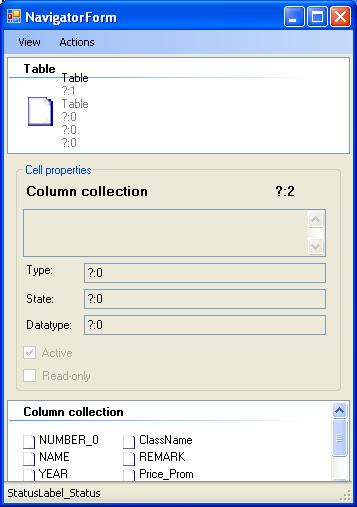 NavigatorForm
View Actions
Table
Table
?:1
Table
?:0
?:0
?:0
Cell properties
Column collection ?:2
Type: ?:0
State: ?:0
Datatype: ?:0
Active
Read-only
Column collection
NUMBER_0 ClassName
NAME REMARK
YEAR Price_Prom
StatusLabel_Status